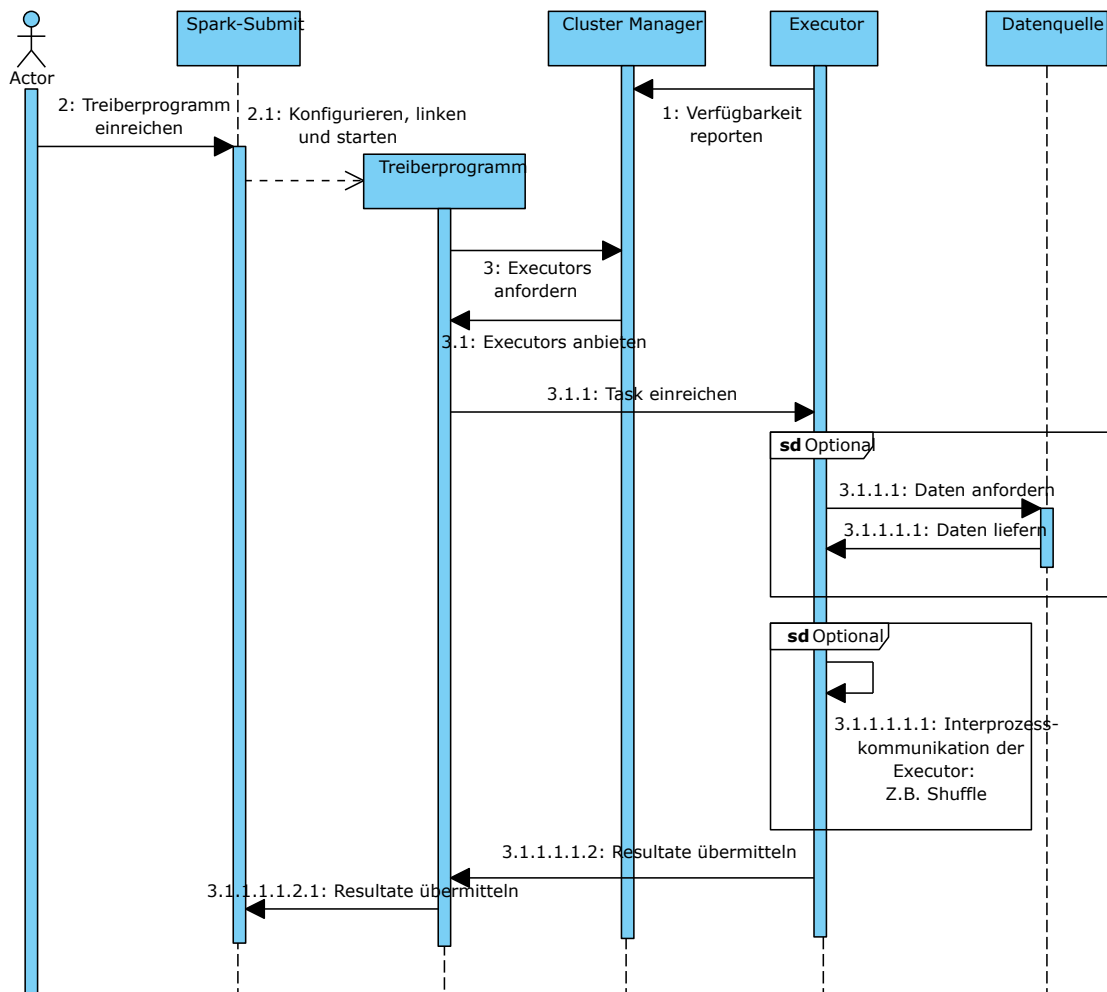 Spark-Submit
Cluster Manager
Executor
Datenquelle
Actor
2: Treiberprogramm
einreichen
2.1: Konfigurieren, linken
und starten
1: Verfügbarkeit
reporten
Treiberprogramm
3: Executors
anfordern
3.1: Executors anbieten
3.1.1: Task einreichen
sd Optional
3.1.1.1: Daten anfordern
3.1.1.1.1: Daten liefern
sd Optional
3.1.1.1.1.1: Interprozess-
kommunikation der
Executor:
Z.B. Shuffle
3.1.1.1.1.2: Resultate übermitteln
3.1.1.1.1.2.1: Resultate übermitteln